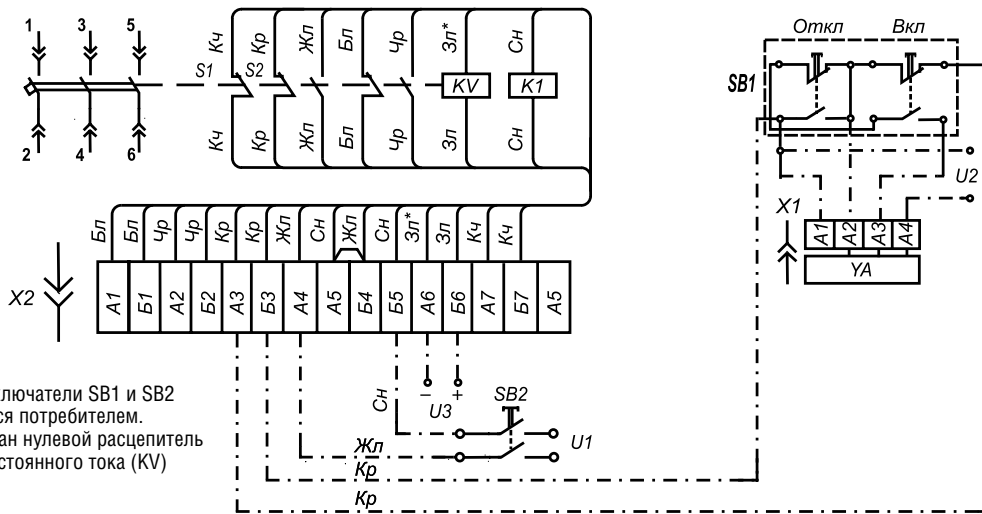 1 3 5
Кч Кр Жл Бл Чр Зл* Сн
S1 S2
KV K1
2 4 6
Кч Кр Жл Бл Чр Зл Сн
Откл Вкл
SB1
U2
X1
A1 A2 A3 A4
YA
Бл Бл Чр Чр Кр Кр Жл Сн Жл Сн Зл* Зл Кч Кч
X2
A1 Б1 A2 Б2 A3 Б3 A4 A5 Б4 Б5 A6 Б6 A7 Б7 A5
ключатели SB1 и SB2
ся потребителем.
ан нулевой расцепитель
стоянного тока (KV)
Сн
– +
U3
SB2
U1
Жл
Кр
Кр